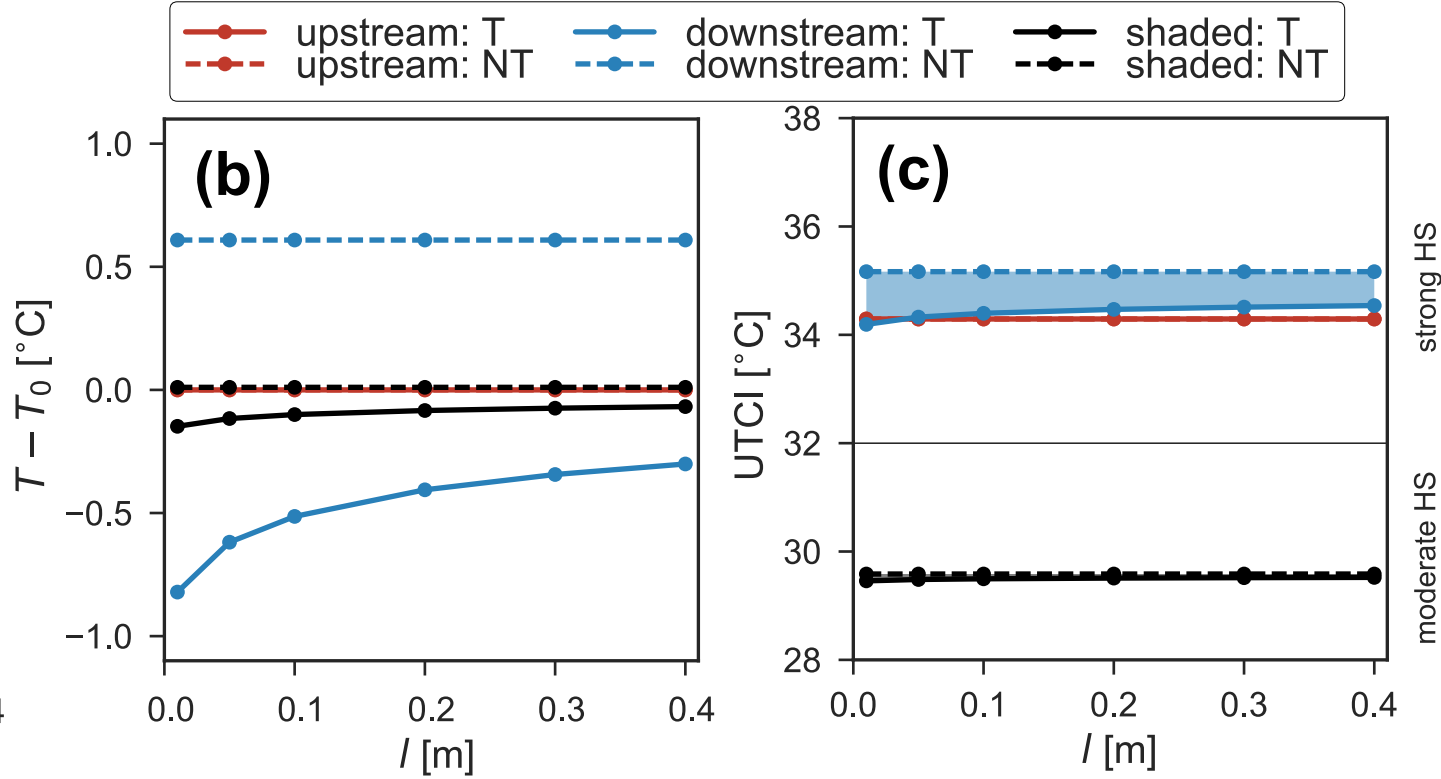 upstream: T
upstream: NT
downstream: T
downstream: NT
shaded: T
shaded: NT
(b)
1.0
0.5
0.0
−0.5
−1.0
T − T0 [°C]
0.0 0.1 0.2 0.3 0.4
l [m]
4
(c)
38
36
34
32
30
28
UTCI [°C]
0.0 0.1 0.2 0.3 0.4
l [m]
strong HS
moderate HS